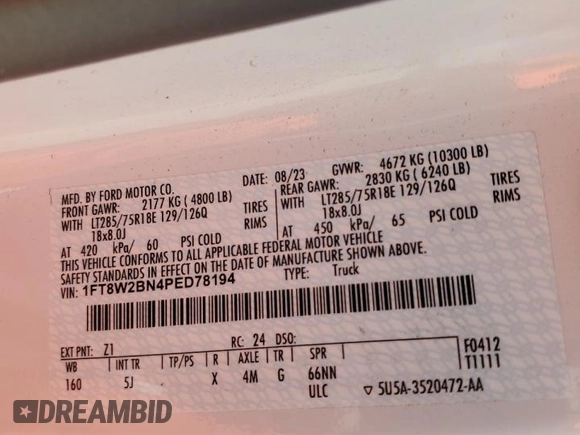 MFD. BY FORD MOTOR CO. DATE: 08/23 GVWR: 4672 KG (10300 LB)
FRONT GAWR: 2177 KG ( 4800 LB) REAR GAWR: 2830 KG ( 6240 LB)
WITH LT285/75R18E 129/126Q TIRES WITH LT285/75R18E 129/126Q TIRES
18x8.0J RIMS 18x8.0J RIMS
AT 420 kPa/ 60 PSI COLD AT 450 kPa/ 65 PSI COLD
THIS VEHICLE CONFORMS TO ALL APPLICABLE FEDERAL MOTOR VEHICLE
SAFETY STANDARDS IN EFFECT ON THE DATE OF MANUFACTURE SHOWN ABOVE.
VIN: 1FT8W2BN4PED78194 TYPE: Truck
EXT PNT: Z1 RC: 24 DSO: F0412
WB INT TR TP/PS R AXLE TR SPR T1111
160 5J X 4M G 66NN
ULC 5U5A-3520472-AA
DREAMBID